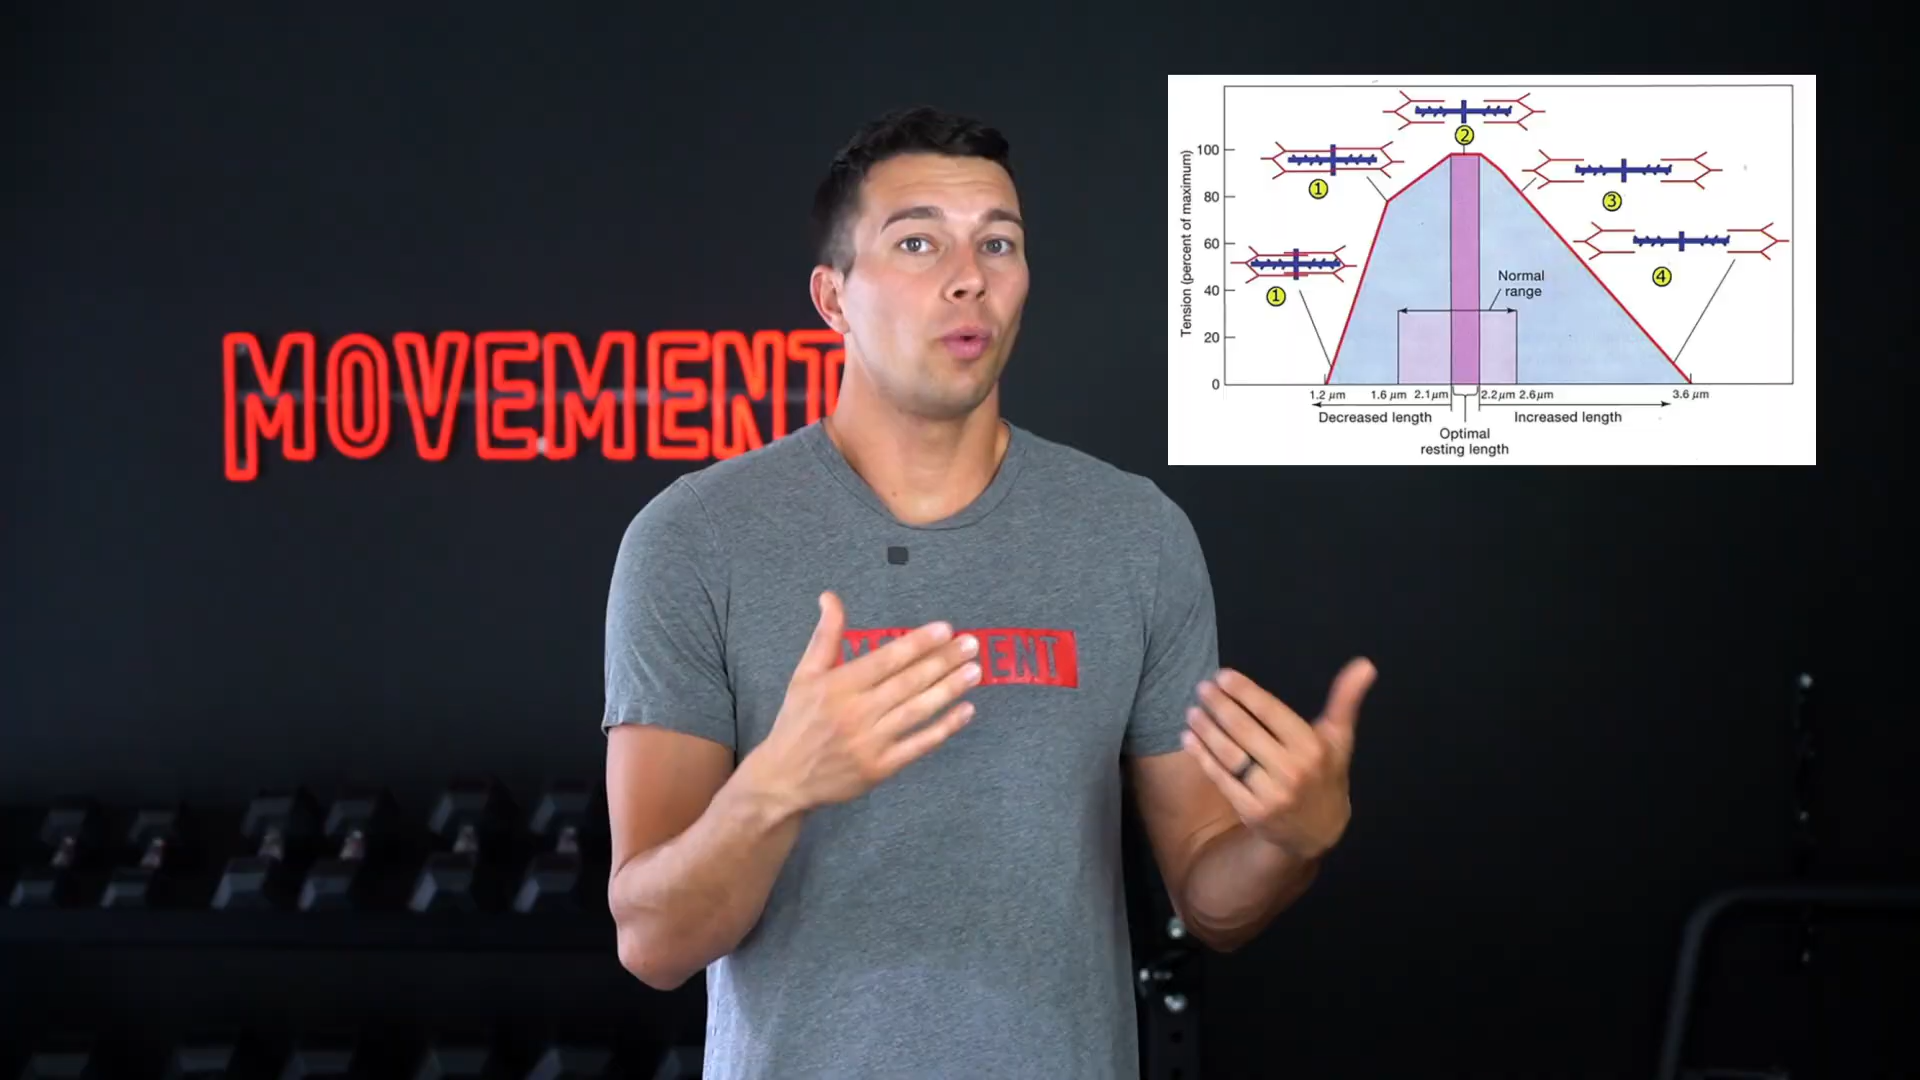 MOVEMENT
M ENT
Tension (percent of maximum)
100
80
60
40
20
0
1
1
2
3
4
Normal
range
1.2 µm 1.6 µm 2.1µm 2.2µm 2.6µm 3.6 µm
Decreased length Increased length
Optimal
resting length